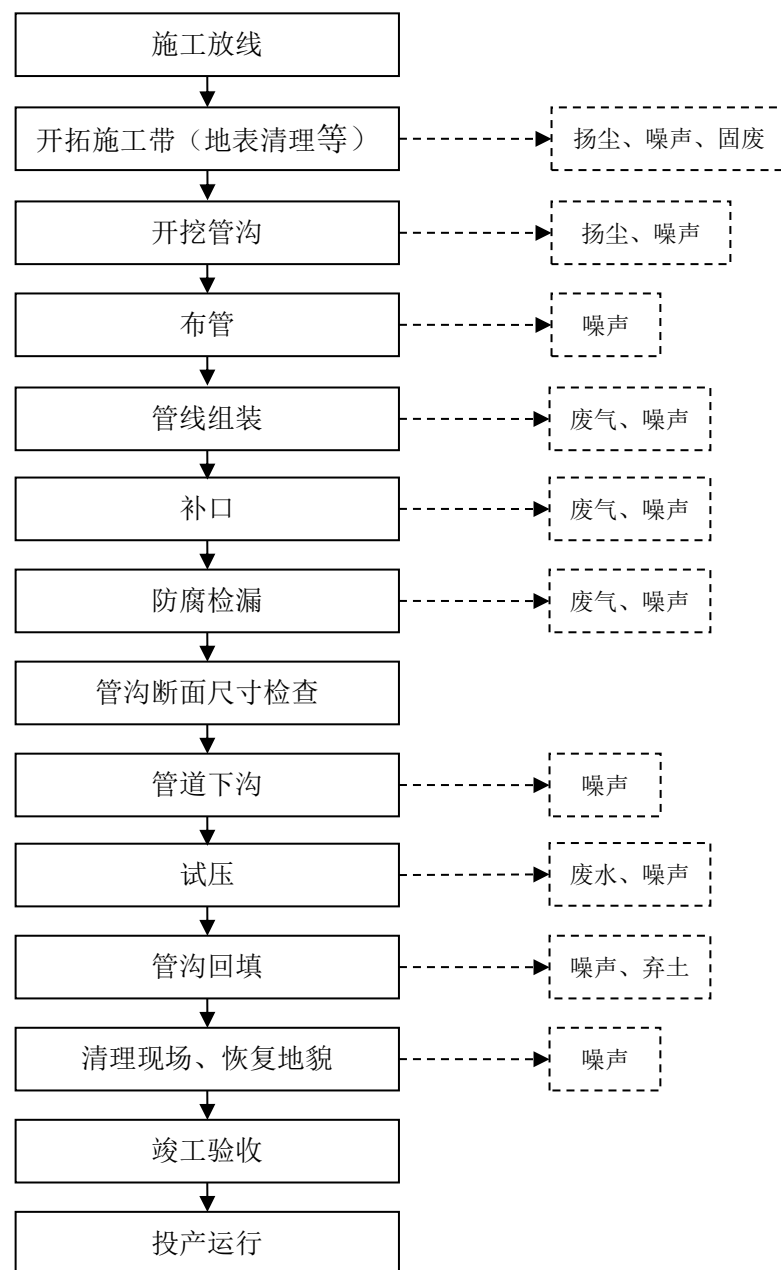 施工放线
开拓施工带（地表清理等）
扬尘、噪声、固废
开挖管沟
扬尘、噪声
布管
噪声
管线组装
废气、噪声
补口
废气、噪声
防腐检漏
废气、噪声
管沟断面尺寸检查
管道下沟
噪声
试压
废水、噪声
管沟回填
噪声、弃土
清理现场、恢复地貌
噪声
竣工验收
投产运行